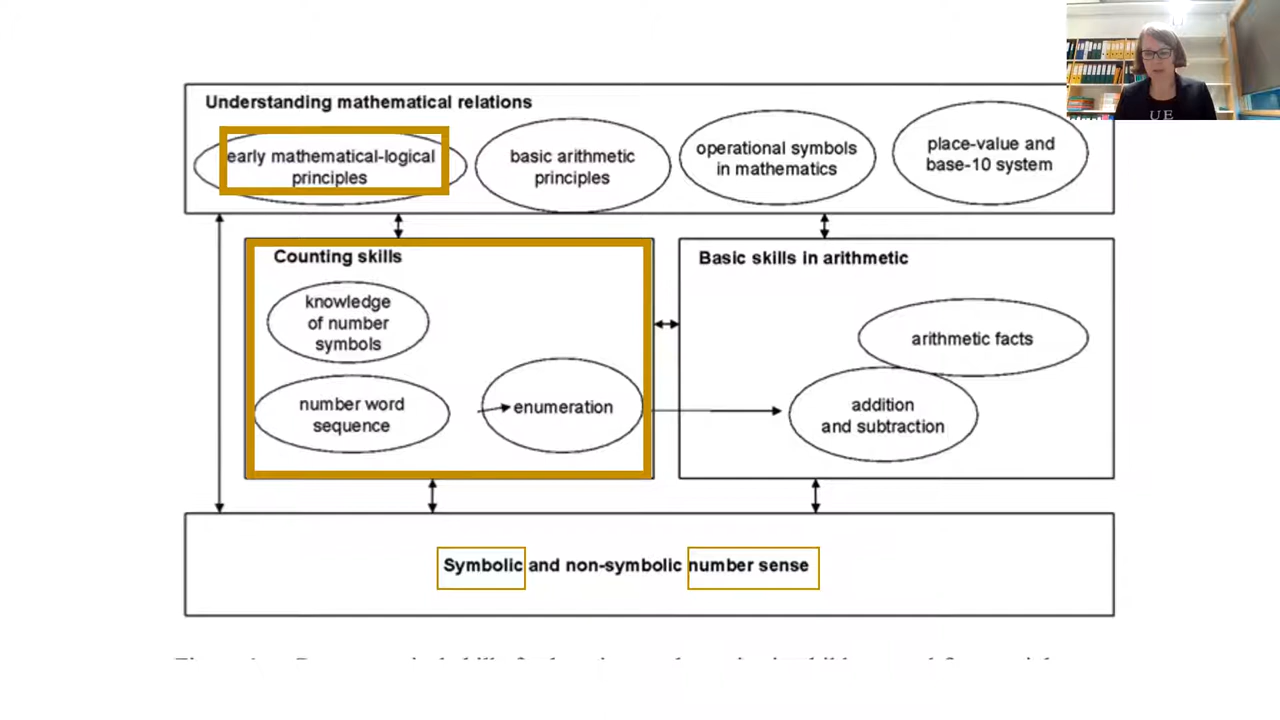 Understanding mathematical relations
early mathematical-logical
principles
basic arithmetic
principles
operational symbols
in mathematics
place-value and
base-10 system
Counting skills
knowledge
of number
symbols
number word
sequence
enumeration
Basic skills in arithmetic
arithmetic facts
addition
and subtraction
Symbolic and non-symbolic number sense
UE